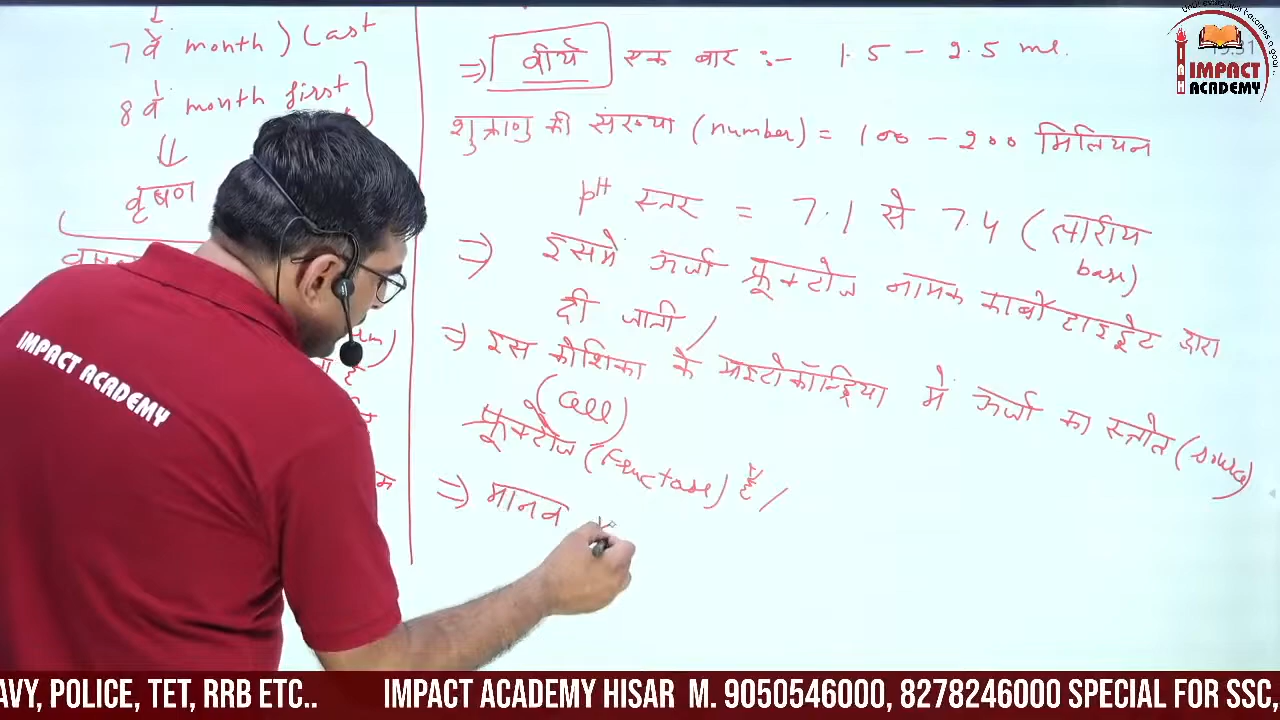 7 वें month) (last
8 वें month first
वृषण
⇒ वीर्य एक बार :- 1.5 - 2.5 ml.
शुक्राणु की संख्या (number) = 100 - 200 मिलियन
pH स्तर = 7.1 से 7.4 (क्षारीय
base)
⇒ इसमें ऊर्जा फ्रूक्टोज नामक कार्बोहाइड्रेट द्वारा
दी जाती /
⇒ इस कोशिका के माइटोकॉन्ड्रिया में ऊर्जा का स्त्रोत (source)
(cell)
फ्रूक्टोज (Fructose) है /
⇒ मानव
IMPACT ACADEMY
IMPACT
ACADEMY
AVY, POLICE, TET, RRB ETC.. IMPACT ACADEMY HISAR M. 9050546000, 8278246000 SPECIAL FOR SSC,